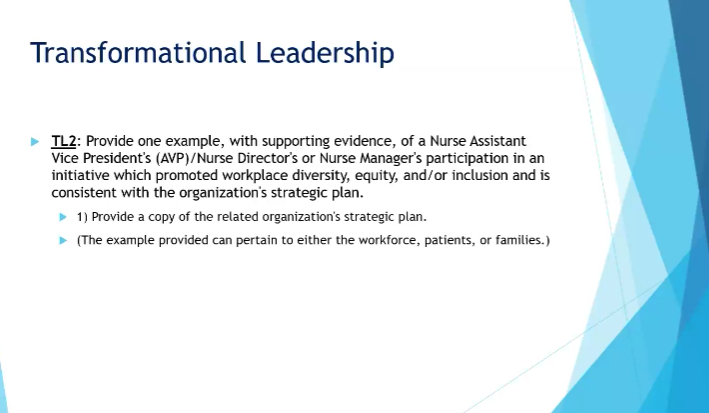 Transformational Leadership
TL2: Provide one example, with supporting evidence, of a Nurse Assistant
Vice President's (AVP)/Nurse Director's or Nurse Manager's participation in an
initiative which promoted workplace diversity, equity, and/or inclusion and is
consistent with the organization's strategic plan.
1) Provide a copy of the related organization's strategic plan.
(The example provided can pertain to either the workforce, patients, or families.)